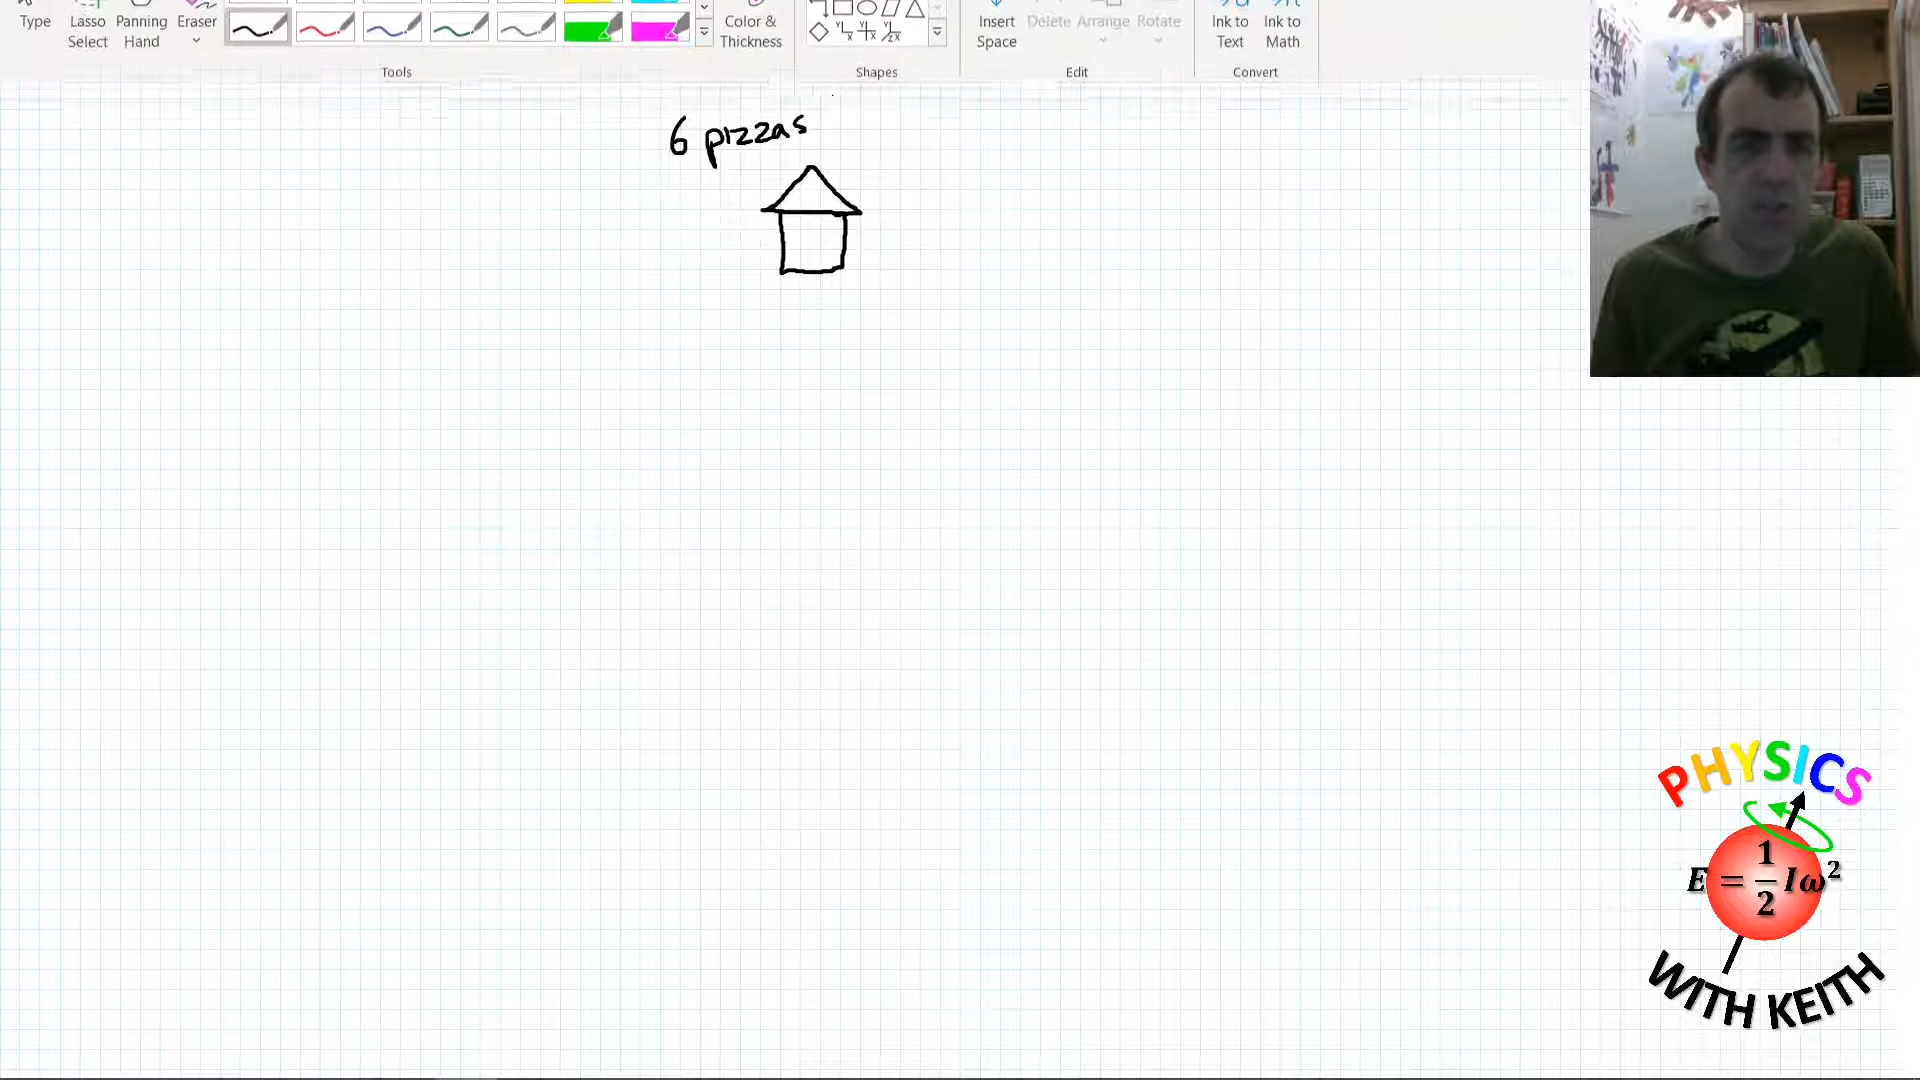 Type
Lasso
Select
Panning
Hand
Eraser
Color &
Thickness
Insert
Space
Delete
Arrange
Rotate
Ink to
Text
Ink to
Math
Tools
Shapes
Edit
Convert
6 pizzas
PHYSICS
E = 1/2 Iω²
WITH KEITH